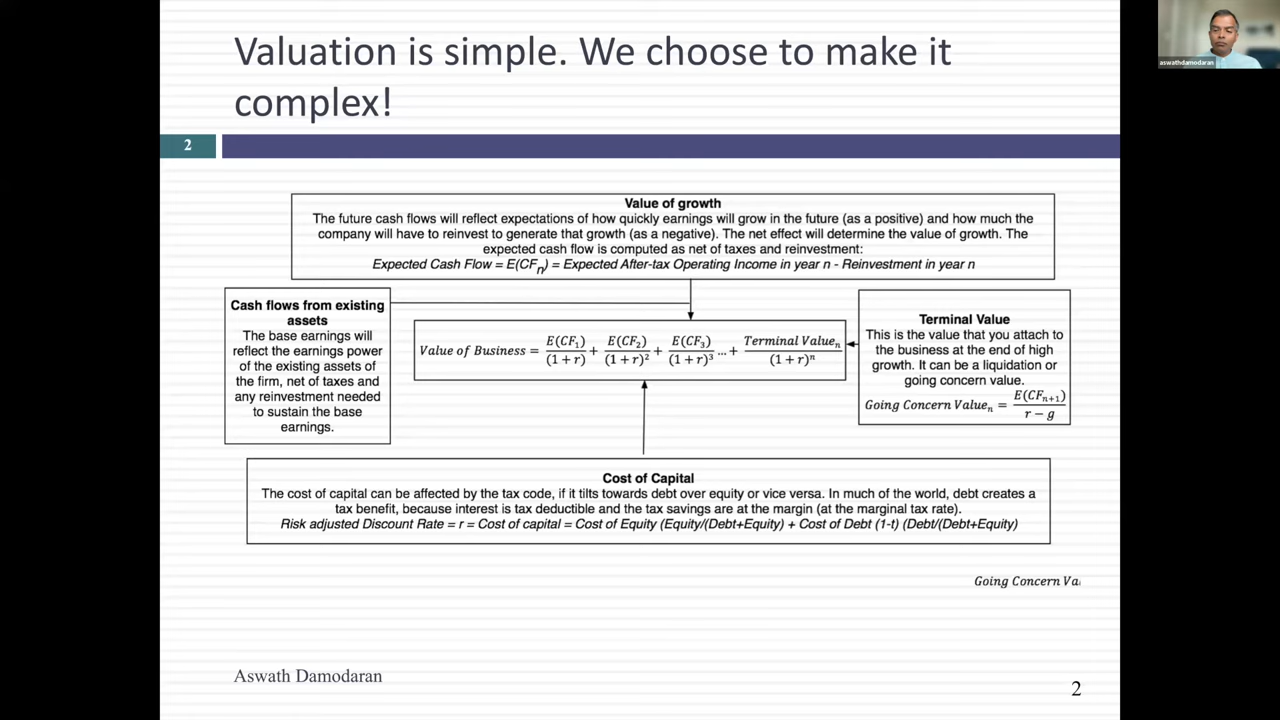 Valuation is simple. We choose to make it
complex!
aswathdamodaran
2
Value of growth
The future cash flows will reflect expectations of how quickly earnings will grow in the future (as a positive) and how much the
company will have to reinvest to generate that growth (as a negative). The net effect will determine the value of growth. The
expected cash flow is computed as net of taxes and reinvestment:
Expected Cash Flow = E(CFₙ) = Expected After-tax Operating Income in year n - Reinvestment in year n
Cash flows from existing
assets
The base earnings will
reflect the earnings power
of the existing assets of
the firm, net of taxes and
any reinvestment needed
to sustain the base
earnings.
Value of Business = E(CF₁)/(1 + r) + E(CF₂)/(1 + r)² + E(CF₃)/(1 + r)³ ... + Terminal Valueₙ/(1 + r)ⁿ
Terminal Value
This is the value that you attach to
the business at the end of high
growth. It can be a liquidation or
going concern value.
Going Concern Valueₙ = E(CFₙ₊₁)/r − g
Cost of Capital
The cost of capital can be affected by the tax code, if it tilts towards debt over equity or vice versa. In much of the world, debt creates a
tax benefit, because interest is tax deductible and the tax savings are at the margin (at the marginal tax rate).
Risk adjusted Discount Rate = r = Cost of capital = Cost of Equity (Equity/(Debt+Equity) + Cost of Debt (1-t) (Debt/(Debt+Equity)
Going Concern Va
Aswath Damodaran
2